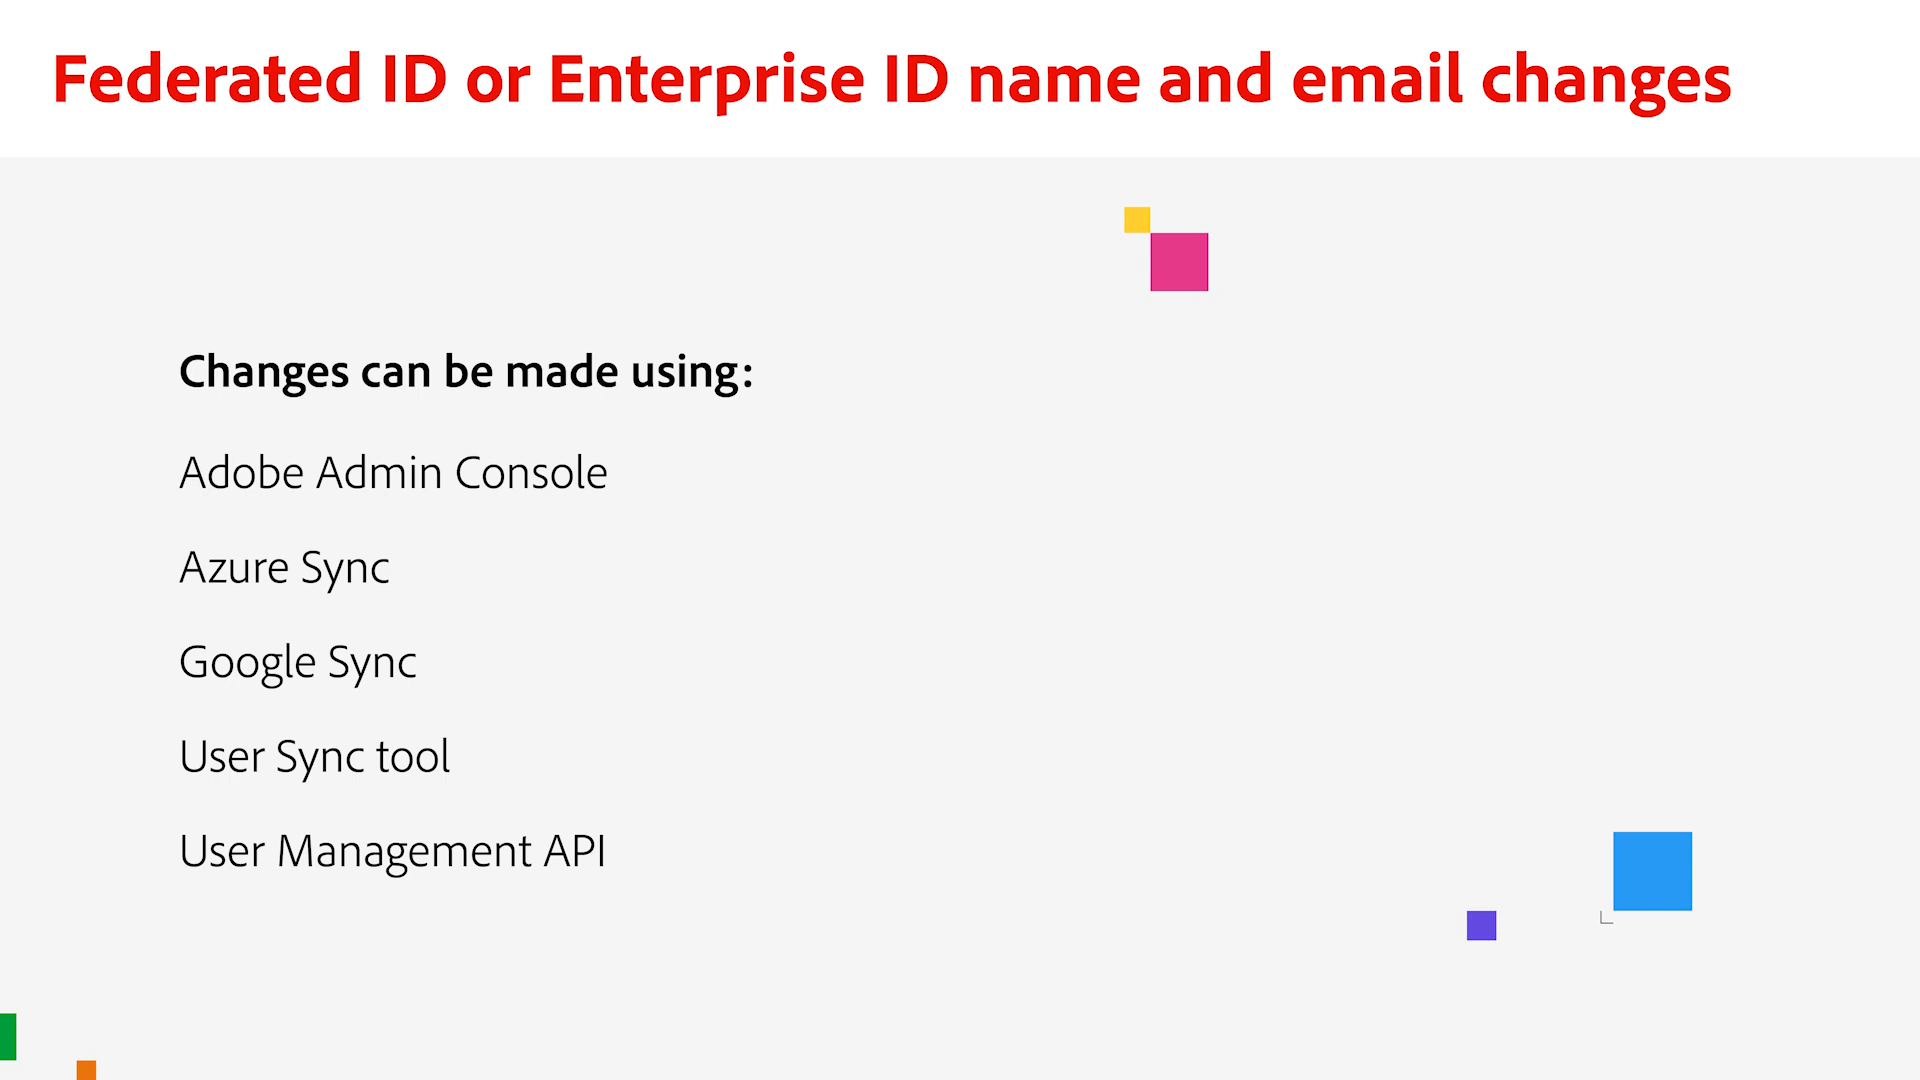 Federated ID or Enterprise ID name and email changes
Changes can be made using:
Adobe Admin Console
Azure Sync
Google Sync
User Sync tool
User Management API